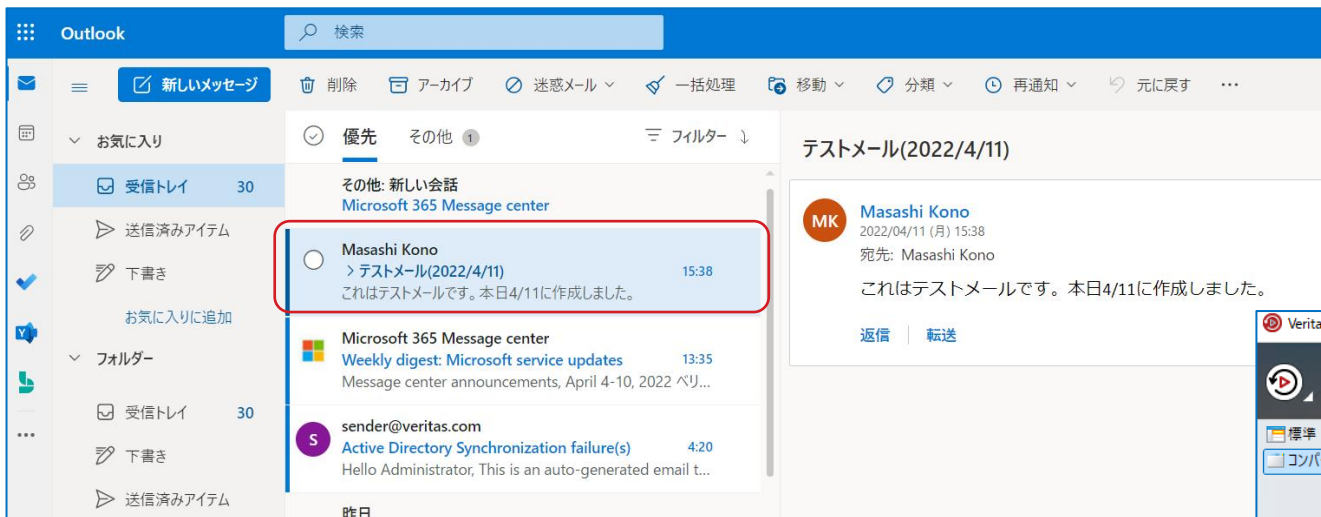 Outlook
検索
新しいメッセージ
削除 アーカイブ 迷惑メール 一括処理 移動 分類 再通知 元に戻す …
お気に入り
受信トレイ 30
送信済みアイテム
下書き
お気に入りに追加
フォルダー
受信トレイ 30
下書き
送信済みアイテム
優先 その他 1 フィルター
その他: 新しい会話
Microsoft 365 Message center
Masashi Kono
> テストメール(2022/4/11) 15:38
これはテストメールです。本日4/11に作成しました。
Microsoft 365 Message center
Weekly digest: Microsoft service updates 13:35
Message center announcements, April 4-10, 2022 ベリ...
S
sender@veritas.com
Active Directory Synchronization failure(s) 4:20
Hello Administrator, This is an auto-generated email t...
昨日
テストメール(2022/4/11)
MK
Masashi Kono
2022/04/11 (月) 15:38
宛先: Masashi Kono
これはテストメールです。本日4/11に作成しました。
返信 転送
Verita
標準
コンパ